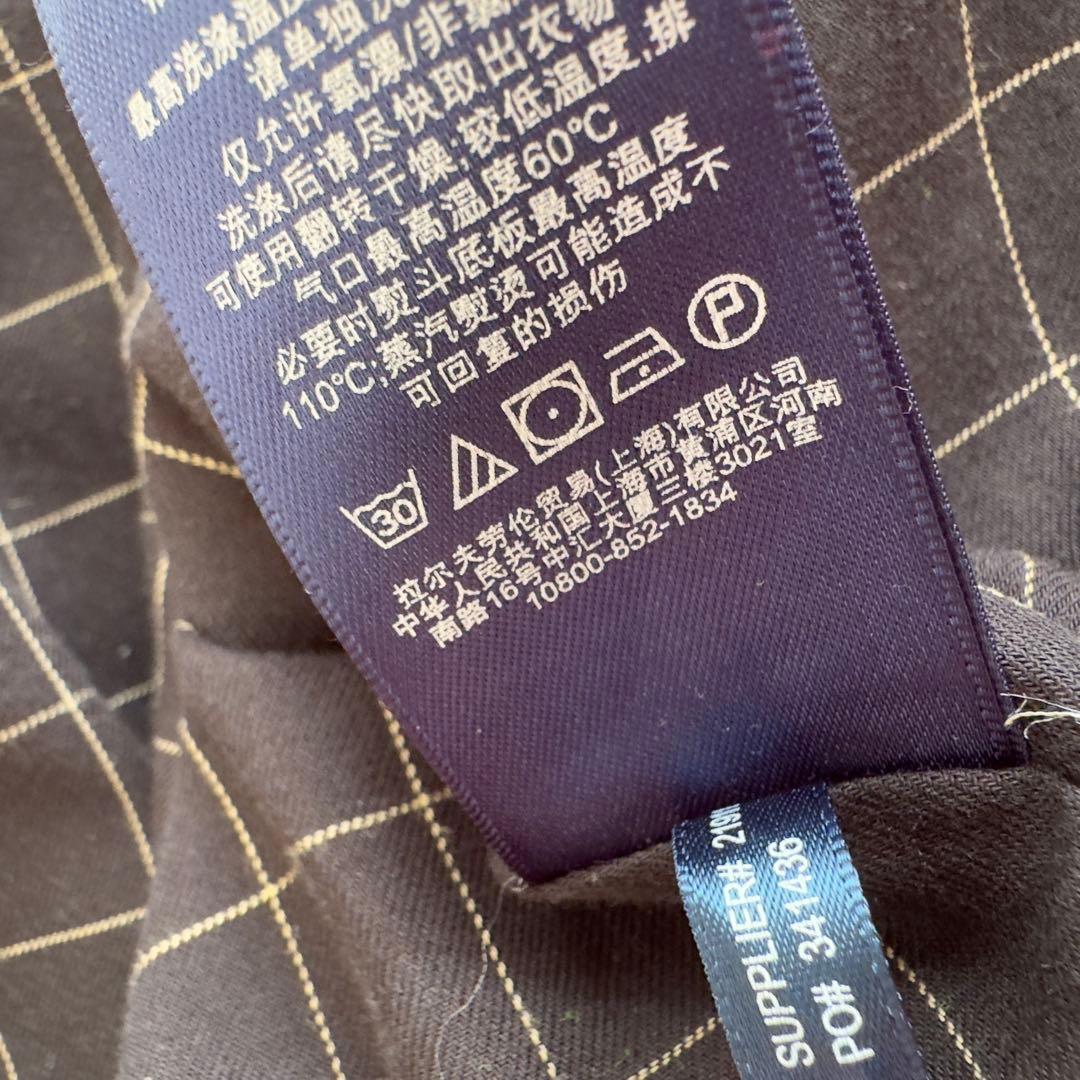 最高洗涤温度
请单独洗
仅允许氧漂/非氯
洗涤后请尽快取出衣物
可使用翻转干燥;较低温度,排
气口最高温度60℃
必要时熨斗底板最高温度
110℃;蒸汽熨烫可能造成不
可回复的损伤
30
P
拉尔夫劳伦贸易(上海)有限公司
中华人民共和国上海市黄浦区河南
南路16号中汇大厦三楼3021室
10800-852-1834
SUPPLIER# 219
PO# 341436